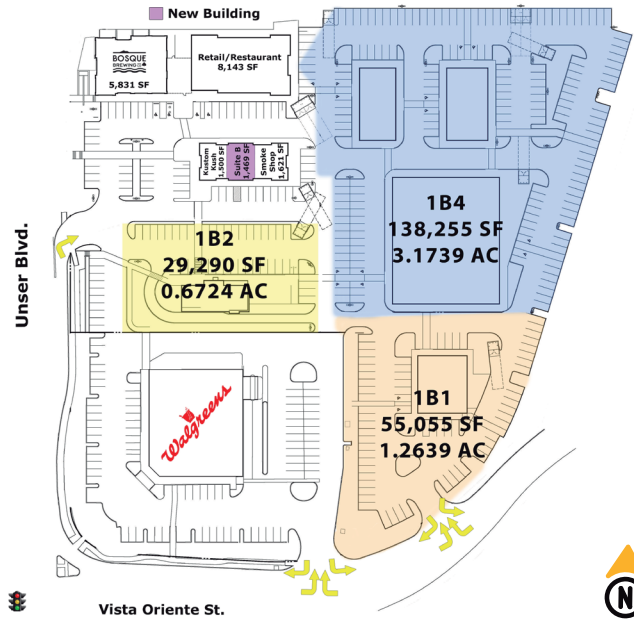 New Building
BOSQUE
BREWING CO
5,831 SF
Retail/Restaurant
8,143 SF
Kustom
Kush
1,500 SF
Suite B
1,469 SF
Smoke
Shop
1,621 SF
1B4
138,255 SF
3.1739 AC
1B2
29,290 SF
0.6724 AC
Unser Blvd.
Walgreens
1B1
55,055 SF
1.2639 AC
Vista Oriente St.
N